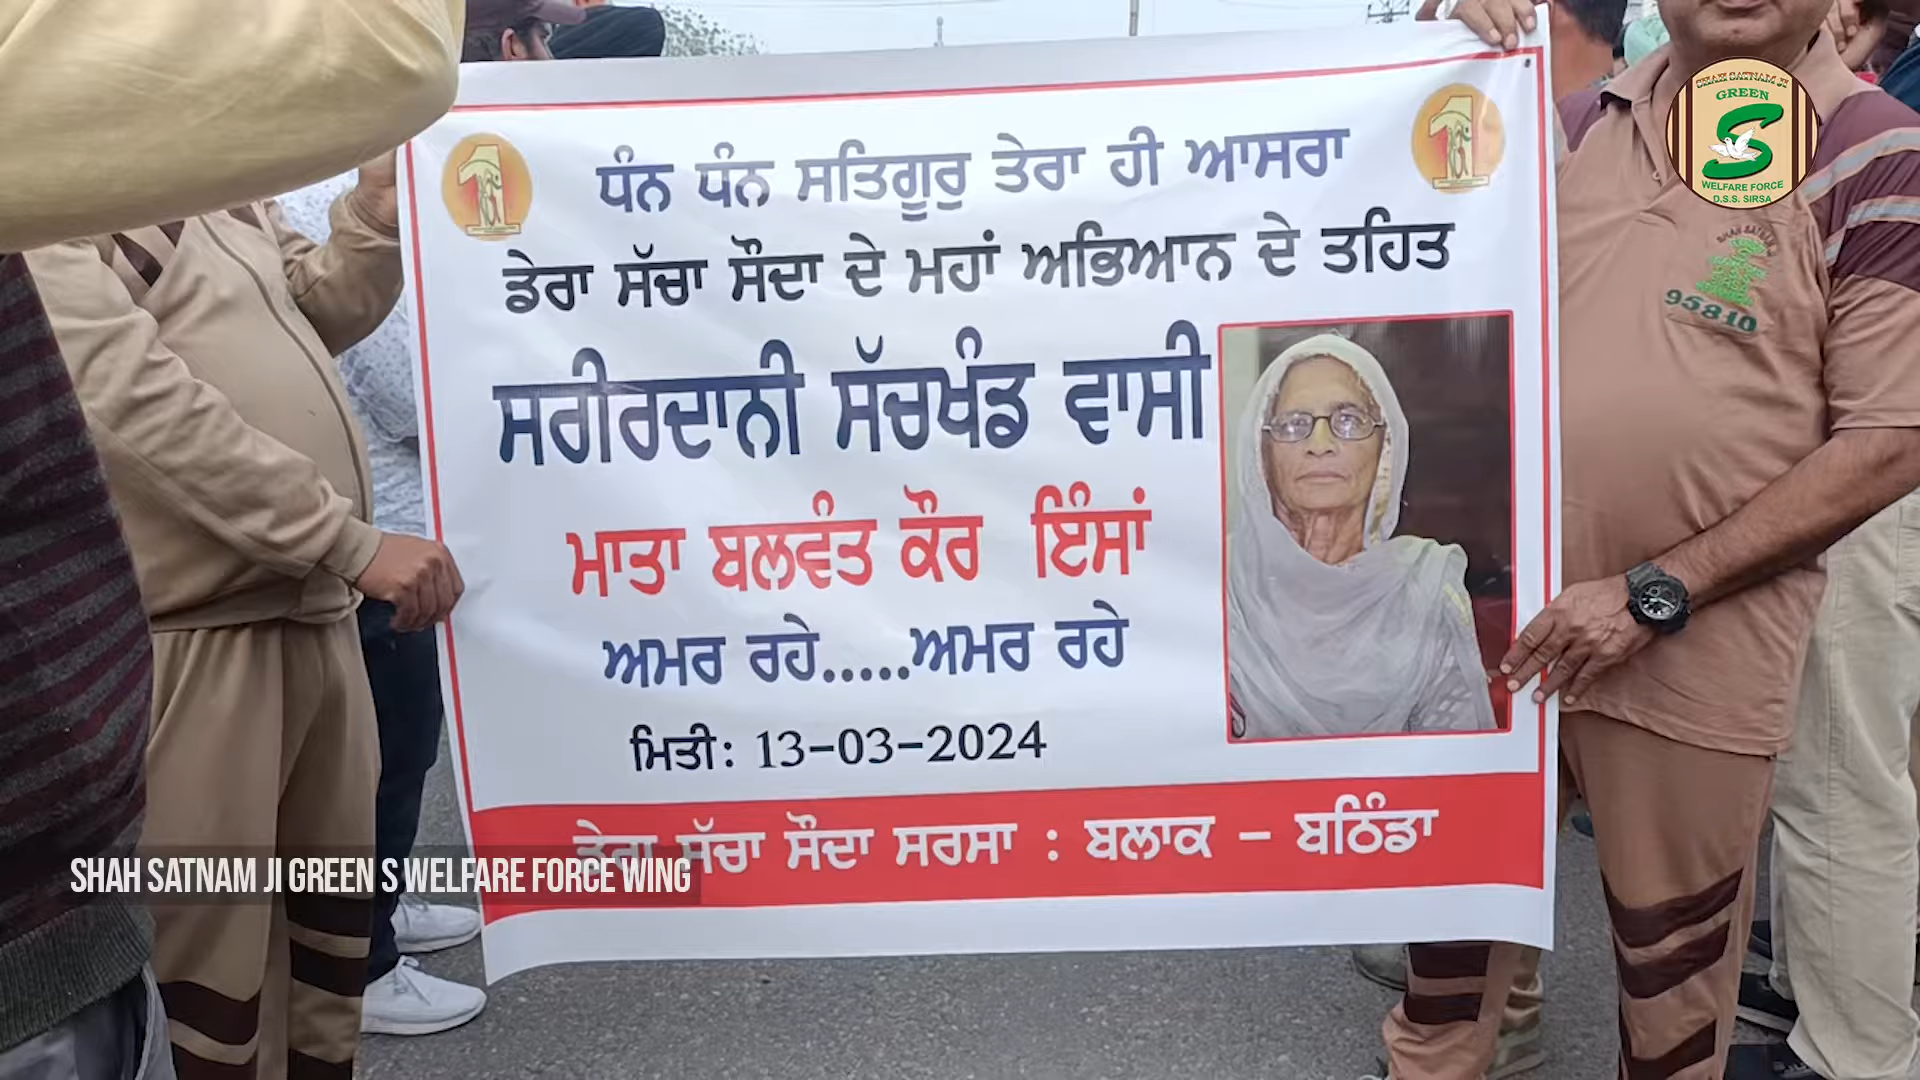 ਧੰਨ ਧੰਨ ਸਤਿਗੂਰੁ ਤੇਰਾ ਹੀ ਆਸਰਾ
ਡੇਰਾ ਸੱਚਾ ਸੌਦਾ ਦੇ ਮਹਾਂ ਅਭਿਆਨ ਦੇ ਤਹਿਤ
ਸਰੀਰਦਾਨੀ ਸੱਚਖੰਡ ਵਾਸੀ
ਮਾਤਾ ਬਲਵੰਤ ਕੌਰ ਇੰਸਾਂ
ਅਮਰ ਰਹੇ.....ਅਮਰ ਰਹੇ
ਮਿਤੀ: 13-03-2024
ਡੇਰਾ ਸੱਚਾ ਸੌਦਾ ਸਰਸਾ : ਬਲਾਕ - ਬਠਿੰਡਾ
SHAH SATNAM JI GREEN S WELFARE FORCE WING
SHAH SATNAM JI
GREEN
S
WELFARE FORCE
D.S.S. SIRSA
95810